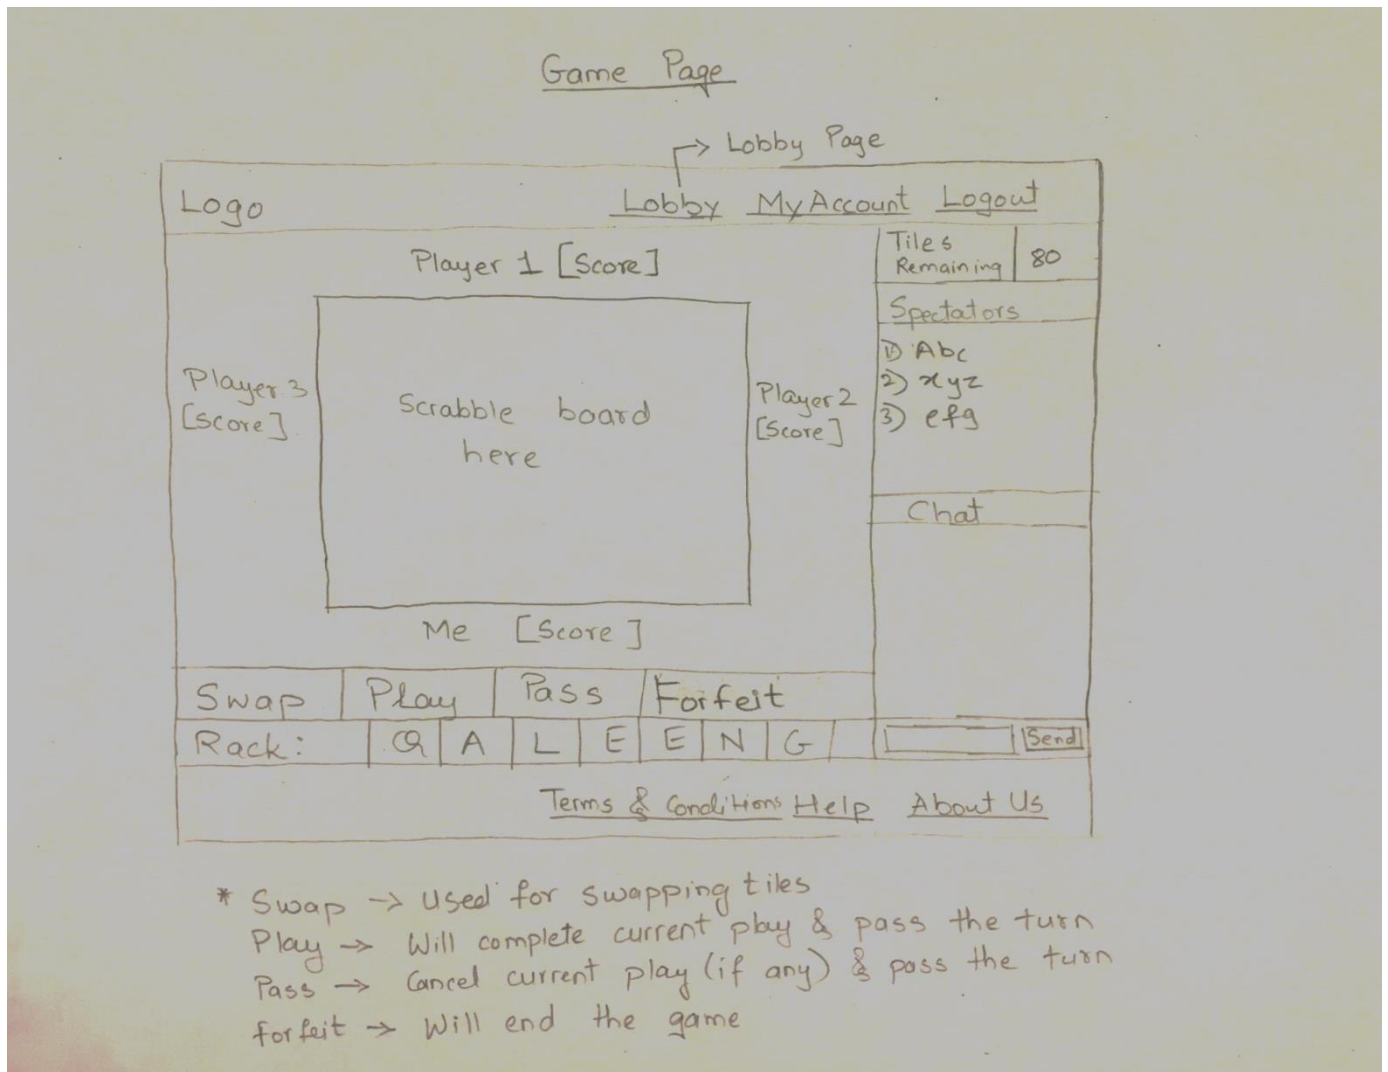 Game Page
Lobby Page
Logo
Lobby My Account Logout
Tiles
Remaining
80
Player 1 [Score]
Spectators
1) Abc
2) xyz
3) efg
Player 3
[Score]
Scrabble board
here
Player 2
[Score]
Chat
Me [Score]
Swap Play Pass Forfeit
Rack: Q A L E E N G
Send
Terms & Conditions Help About Us
* Swap → Used for swapping tiles
Play → Will complete current play & pass the turn
Pass → Cancel current play (if any) & pass the turn
forfeit → Will end the game